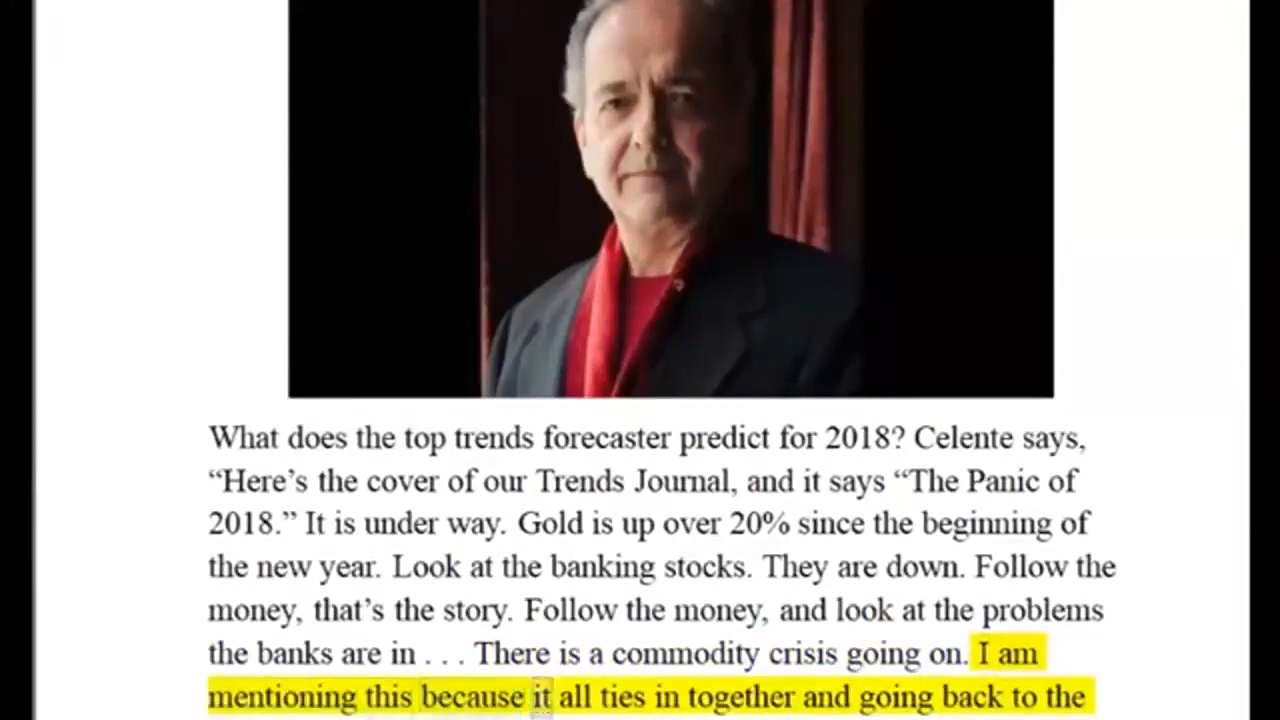 What does the top trends forecaster predict for 2018? Celente says,
“Here’s the cover of our Trends Journal, and it says “The Panic of
2018.” It is under way. Gold is up over 20% since the beginning of
the new year. Look at the banking stocks. They are down. Follow the
money, that’s the story. Follow the money, and look at the problems
the banks are in . . . There is a commodity crisis going on. I am
mentioning this because it all ties in together and going back to the